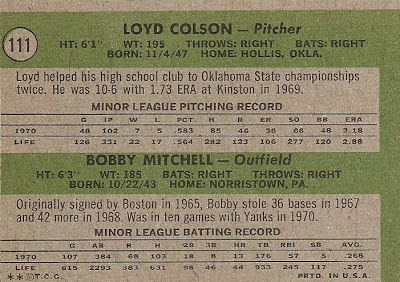 111
LOYD COLSON — Pitcher
HT: 6'1" WT: 195 THROWS: RIGHT BATS: RIGHT
BORN: 11/4/47 HOME: HOLLIS, OKLA.
Loyd helped his high school club to Oklahoma State championships
twice. He was 10-6 with 1.73 ERA at Kinston in 1969.
MINOR LEAGUE PITCHING RECORD
G IP W L PCT. H R ER SO BB ERA
1970 48 102 7 5 .583 85 46 36 66 48 3.18
LIFE 126 331 22 17 .564 282 123 106 277 120 2.88
BOBBY MITCHELL — Outfield
HT: 6'3" WT: 185 THROWS: RIGHT BATS: RIGHT
BORN: 10/22/43 HOME: NORRISTOWN, PA.
Originally signed by Boston in 1965, Bobby stole 36 bases in 1967
and 42 more in 1968. Was in ten games with Yanks in 1970.
MINOR LEAGUE BATTING RECORD
G AB R H 2B 3B HR TB RBI SB AVG.
1970 107 384 68 103 18 8 13 176 57 5 .268
LIFE 615 2293 383 631 98 46 44 953 245 117 .275
**©T.C.G. PRTD. IN U.S.A.